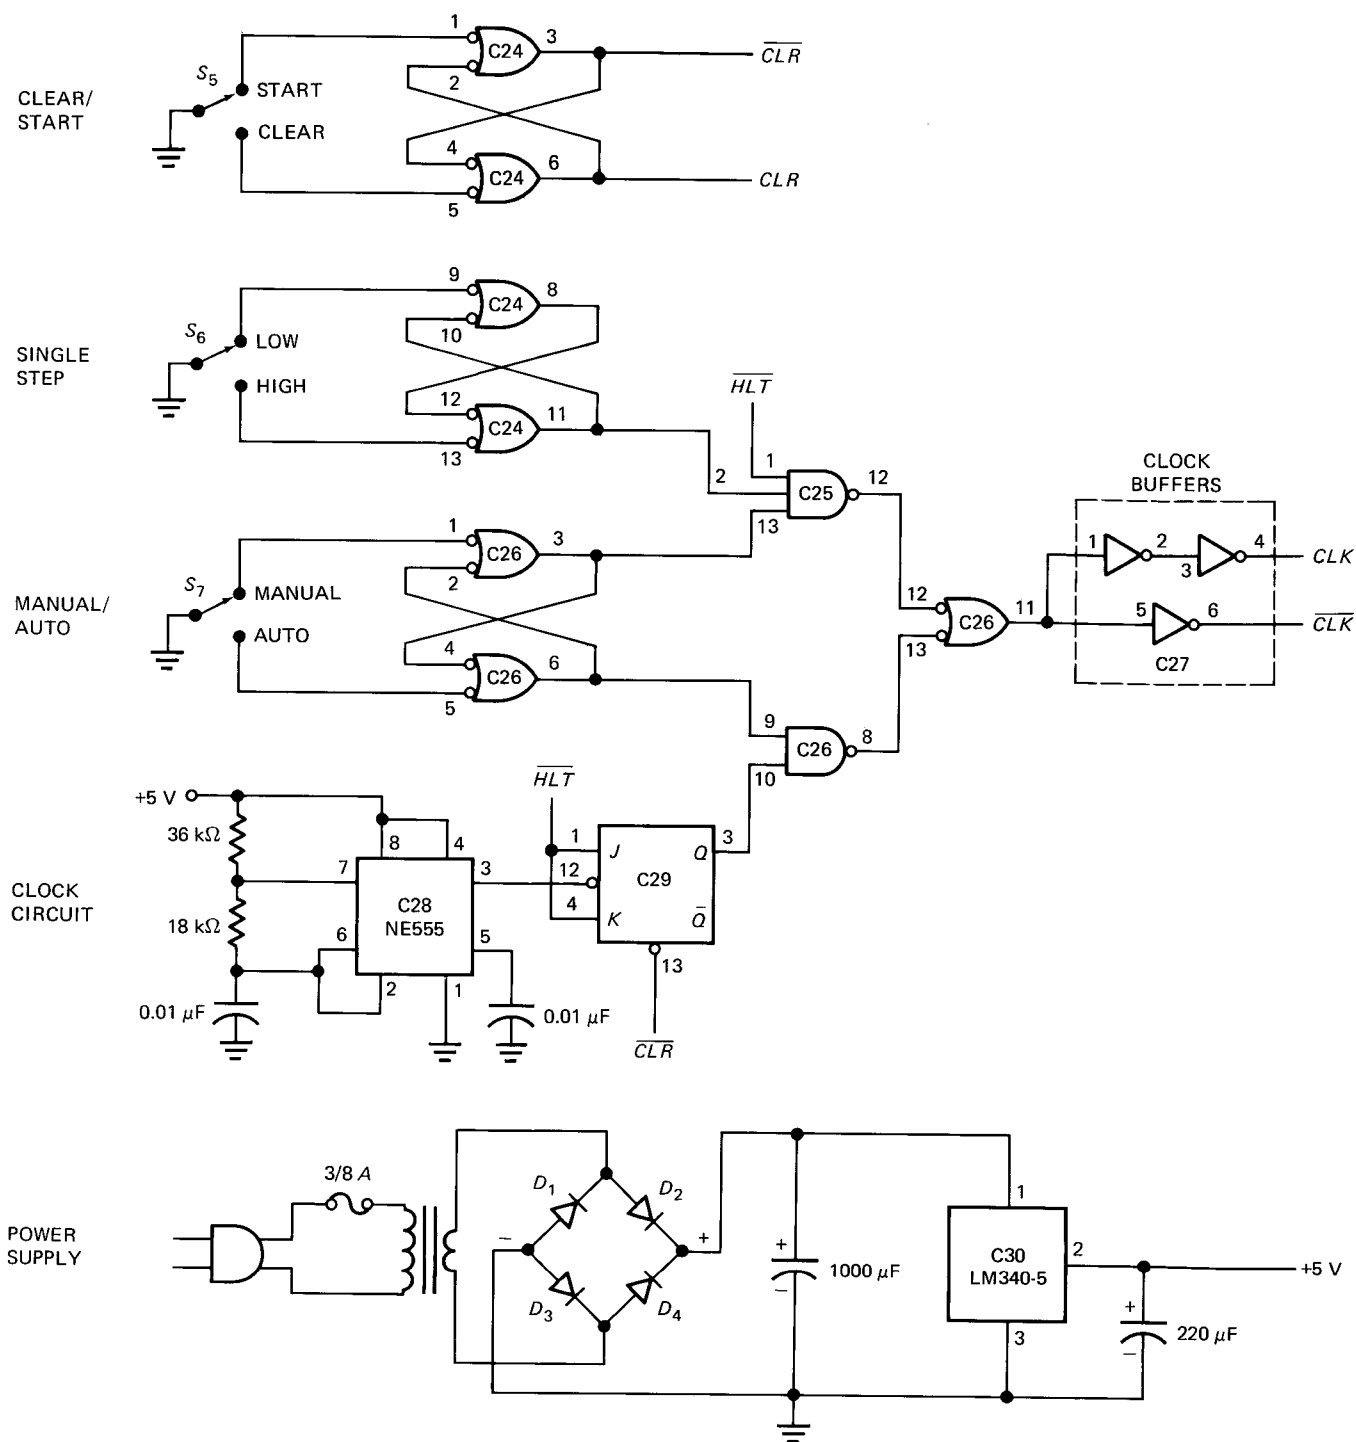 CLEAR/
START
S5
START
CLEAR
1
2
C24
3
C̅L̅R̅
4
5
C24
6
CLR
SINGLE
STEP
S6
LOW
HIGH
9
10
C24
8
12
13
C24
11
H̅L̅T̅
1
2
13
C25
12
MANUAL/
AUTO
S7
MANUAL
AUTO
1
2
C26
3
4
5
C26
6
9
10
C26
8
12
13
C26
11
CLOCK
BUFFERS
1
2
3
4
CLK
5
6
C̅L̅K̅
C27
CLOCK
CIRCUIT
+5 V
36 kΩ
18 kΩ
0.01 μF
7
8
4
3
6
5
2
1
C28
NE555
0.01 μF
H̅L̅T̅
1
12
4
J
K
C29
Q
Q̅
3
13
C̅L̅R̅
POWER
SUPPLY
3/8 A
D1
D2
D3
D4
–
+
+
1000 μF
–
1
C30
LM340-5
2
3
+5 V
+
220 μF
–